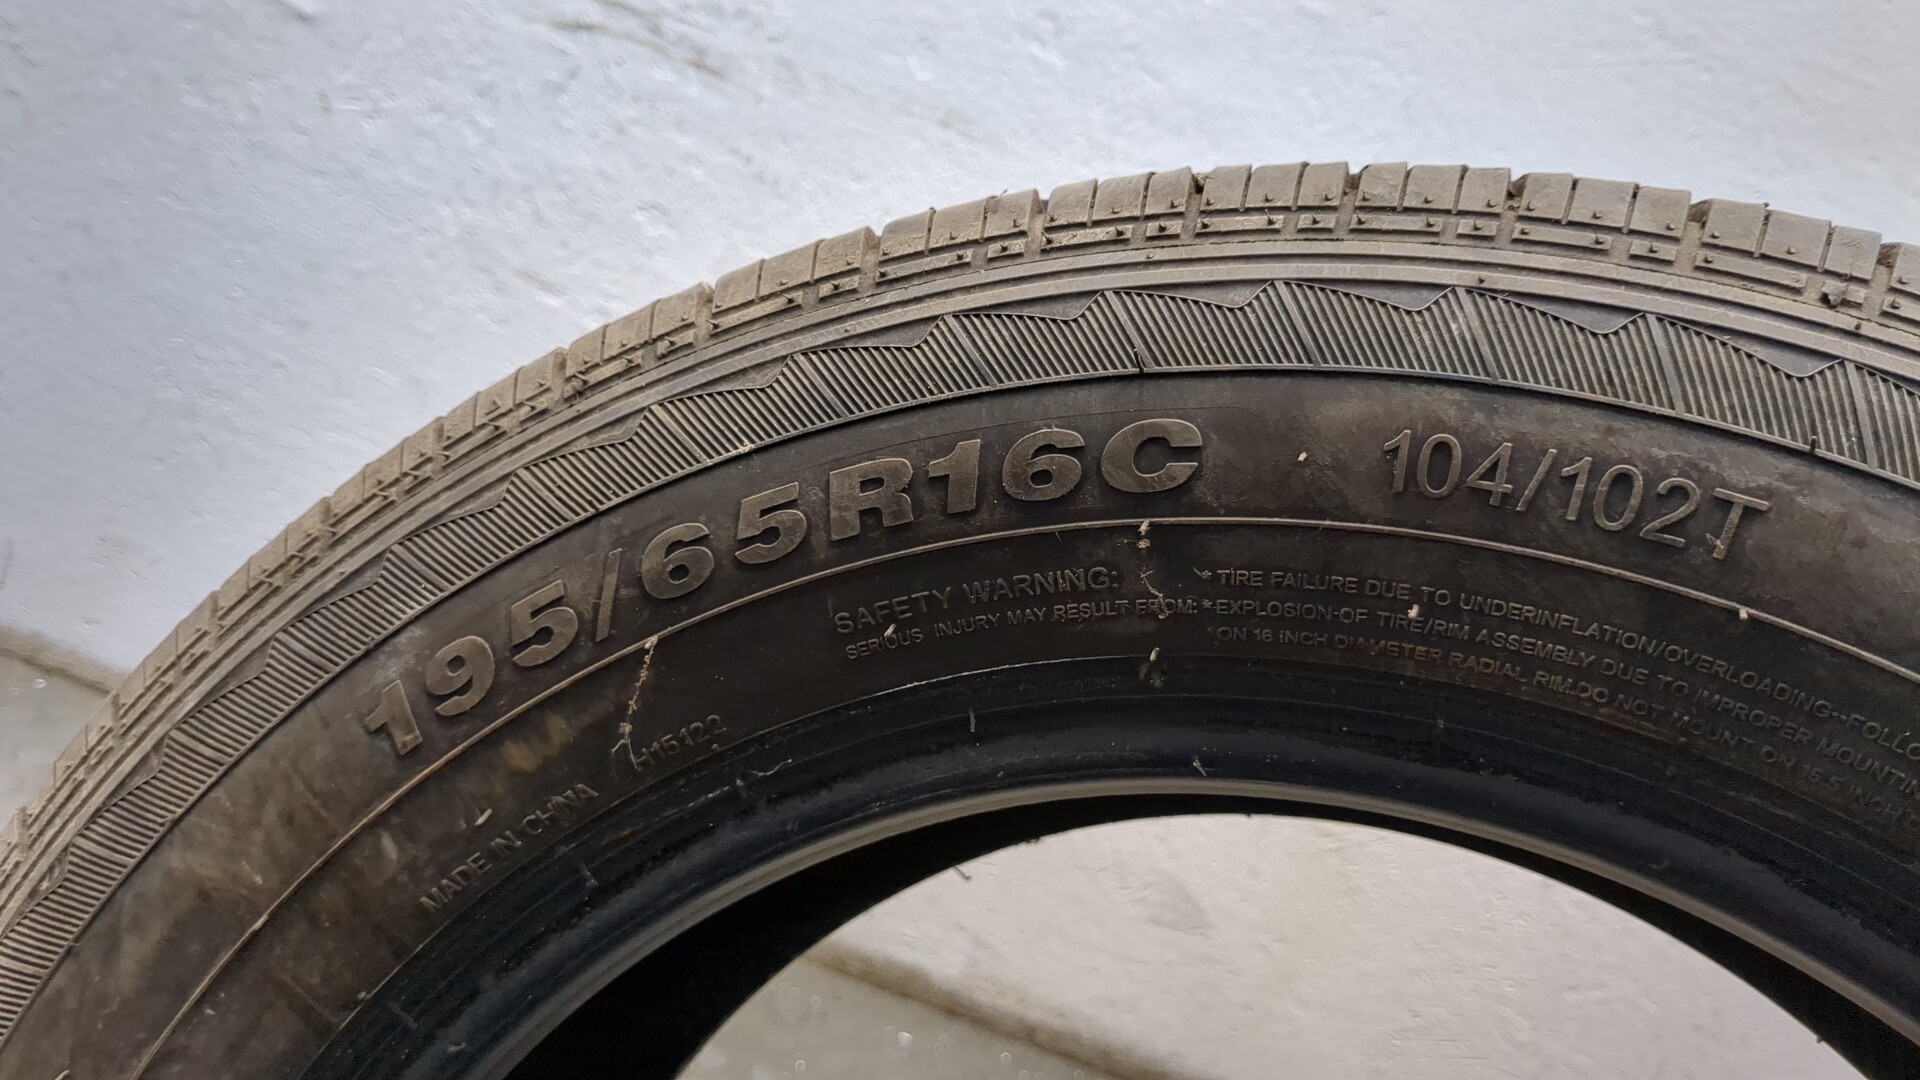 195/65R16C 104/102T
SAFETY WARNING:
SERIOUS INJURY MAY RESULT FROM:
*TIRE FAILURE DUE TO UNDERINFLATION/OVERLOADING--FOLLO
*EXPLOSION OF TIRE/RIM ASSEMBLY DUE TO IMPROPER MOUNTIN
*ON 16 INCH DIAMETER RADIAL RIM.DO NOT MOUNT ON 16.5 INCH
MADE IN CHINA
H15122